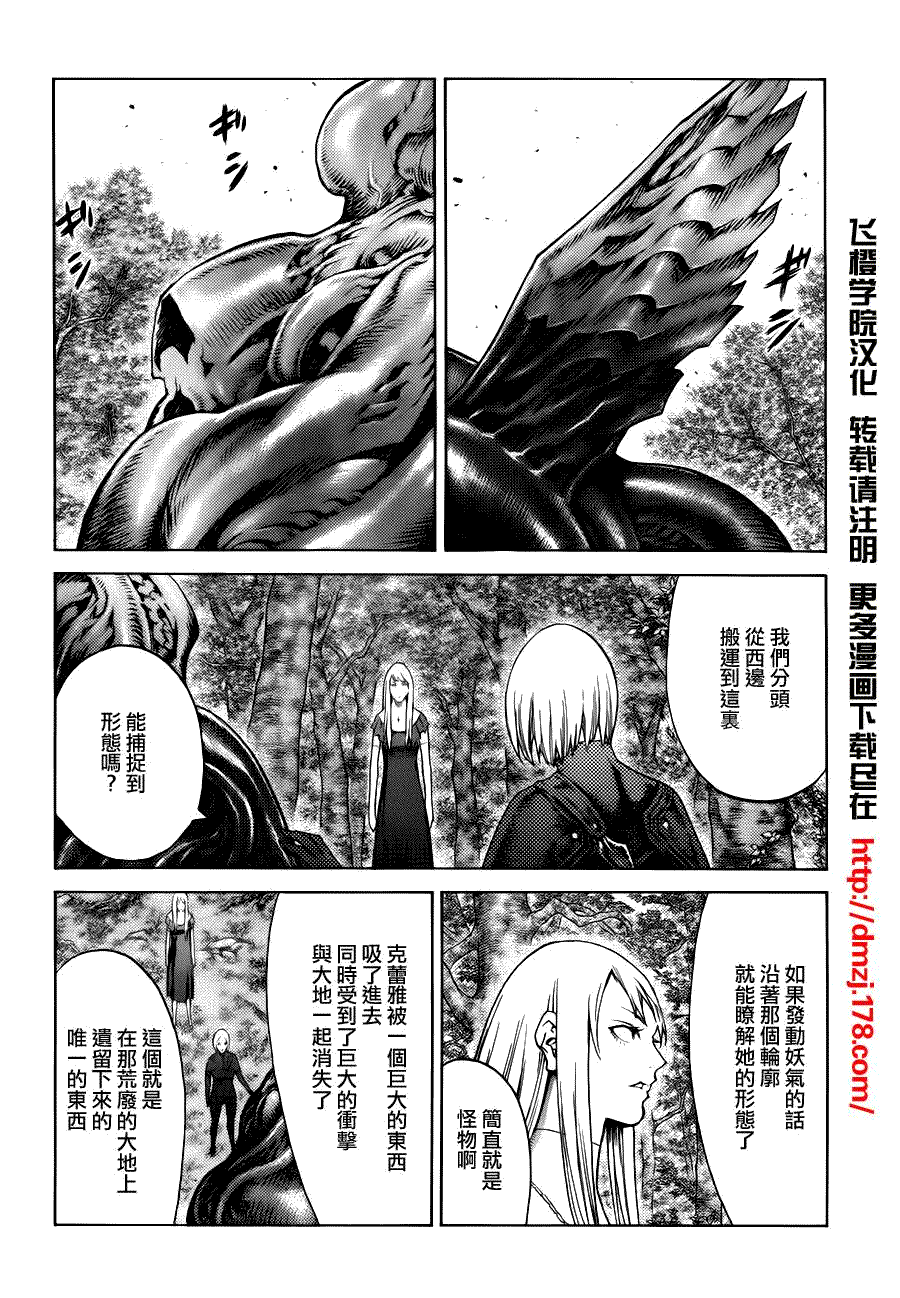 ギシ
ギシ
ギシ
我們分頭
從西邊
搬運到這裏
能捕捉到
形態嗎?
如果發動妖氣的話
沿著那個輪廓
就能瞭解她的形態了
簡直就是
怪物啊
克蕾雅被一個巨大的東西
吸了進去
同時受到了巨大的衝擊
與大地一起消失了
這個就是
在那荒廢的大地上
遺留下來的
唯一的東西
飞橙学院汉化 转载请注明 更多漫画下载尽在 http://dmzj.178.com/